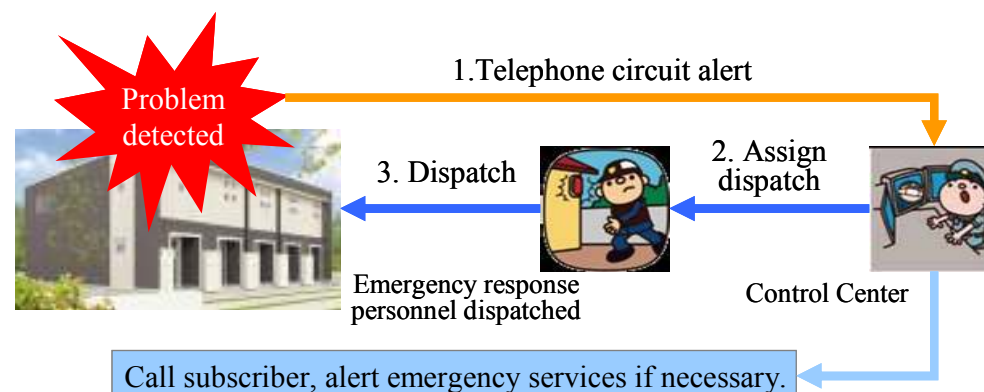 1.Telephone circuit alert
Problem
detected
2. Assign
dispatch
3. Dispatch
Emergency response
personnel dispatched
Control Center
Call subscriber, alert emergency services if necessary.